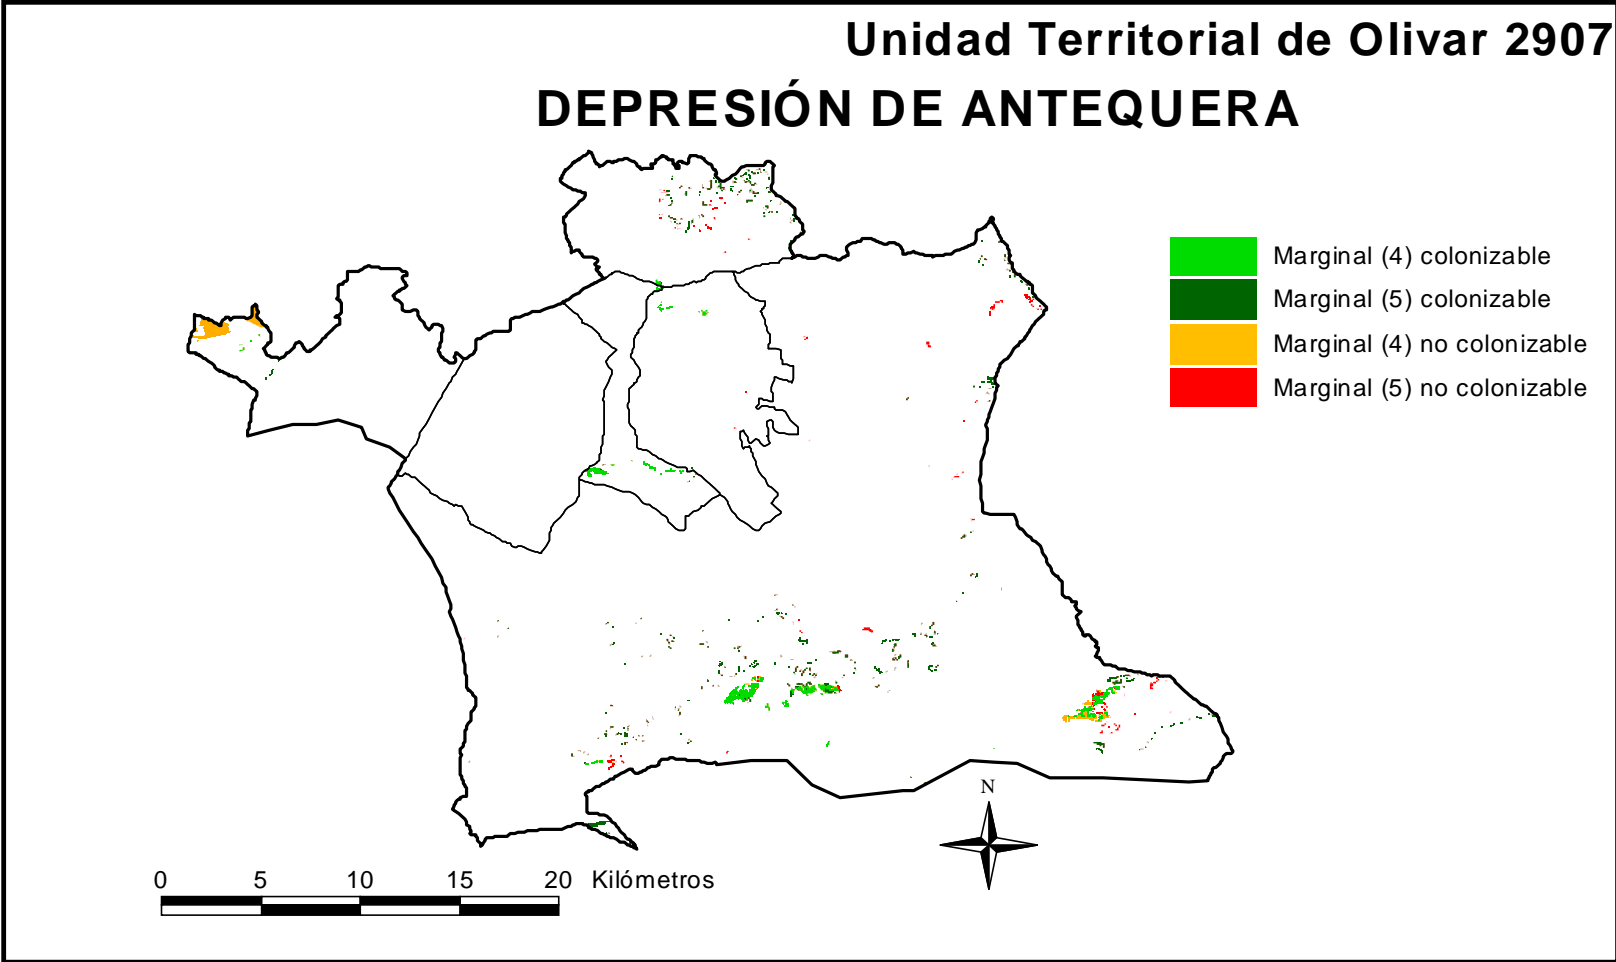 Unidad Territorial de Olivar 2907
DEPRESIÓN DE ANTEQUERA
Marginal (4) colonizable
Marginal (5) colonizable
Marginal (4) no colonizable
Marginal (5) no colonizable
N
0 5 10 15 20 Kilómetros